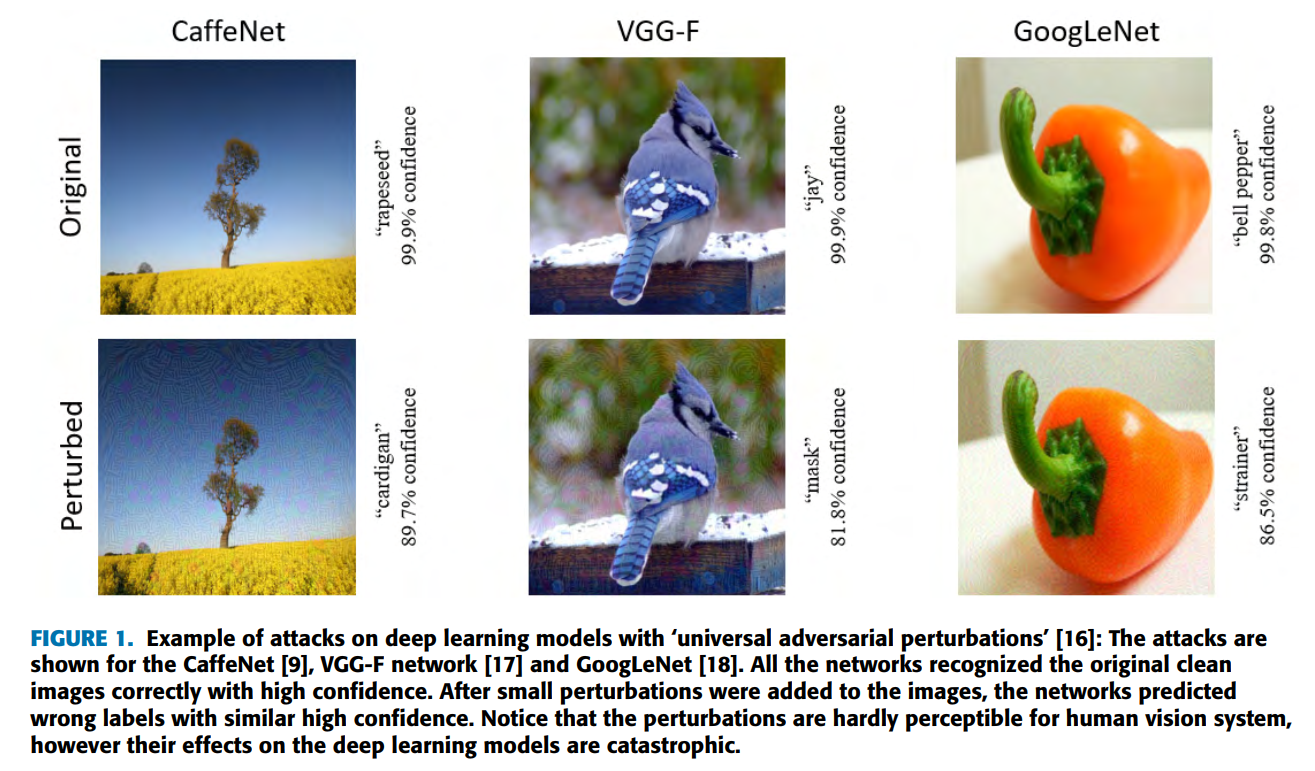 CaffeNet
VGG-F
GoogLeNet
Original
“rapeseed”
99.9% confidence
“jay”
99.9% confidence
“bell pepper”
99.8% confidence
Perturbed
“cardigan”
89.7% confidence
“mask”
81.8% confidence
“strainer”
86.5% confidence
FIGURE 1. Example of attacks on deep learning models with ‘universal adversarial perturbations’ [16]: The attacks are
shown for the CaffeNet [9], VGG-F network [17] and GoogLeNet [18]. All the networks recognized the original clean
images correctly with high confidence. After small perturbations were added to the images, the networks predicted
wrong labels with similar high confidence. Notice that the perturbations are hardly perceptible for human vision system,
however their effects on the deep learning models are catastrophic.